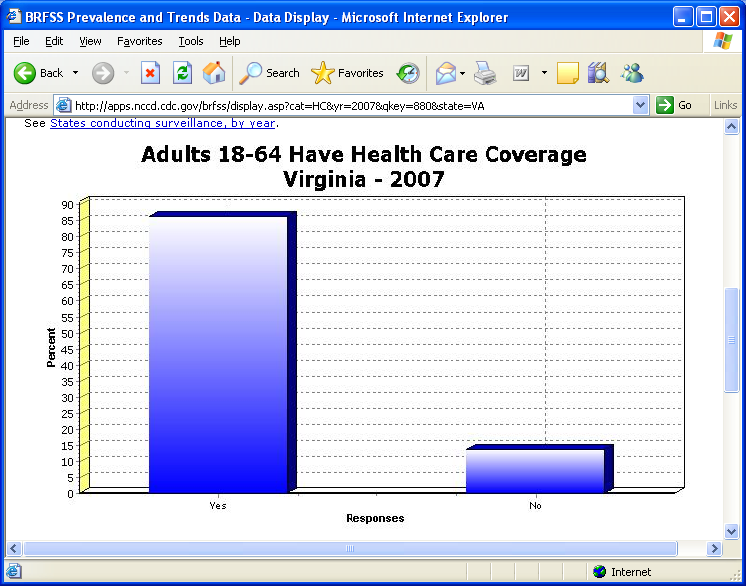 BRFSS Prevalence and Trends Data - Data Display - Microsoft Internet Explorer
File Edit View Favorites Tools Help
Back Search Favorites W
Address http://apps.nccd.cdc.gov/brfss/display.asp?cat=HC&yr=2007&qkey=880&state=VA Go Links
See States conducting surveillance, by year.
Adults 18-64 Have Health Care Coverage
Virginia - 2007
90
85
80
75
70
65
60
55
50
45
40
35
30
25
20
15
10
5
0
Percent
Yes No
Responses
Internet